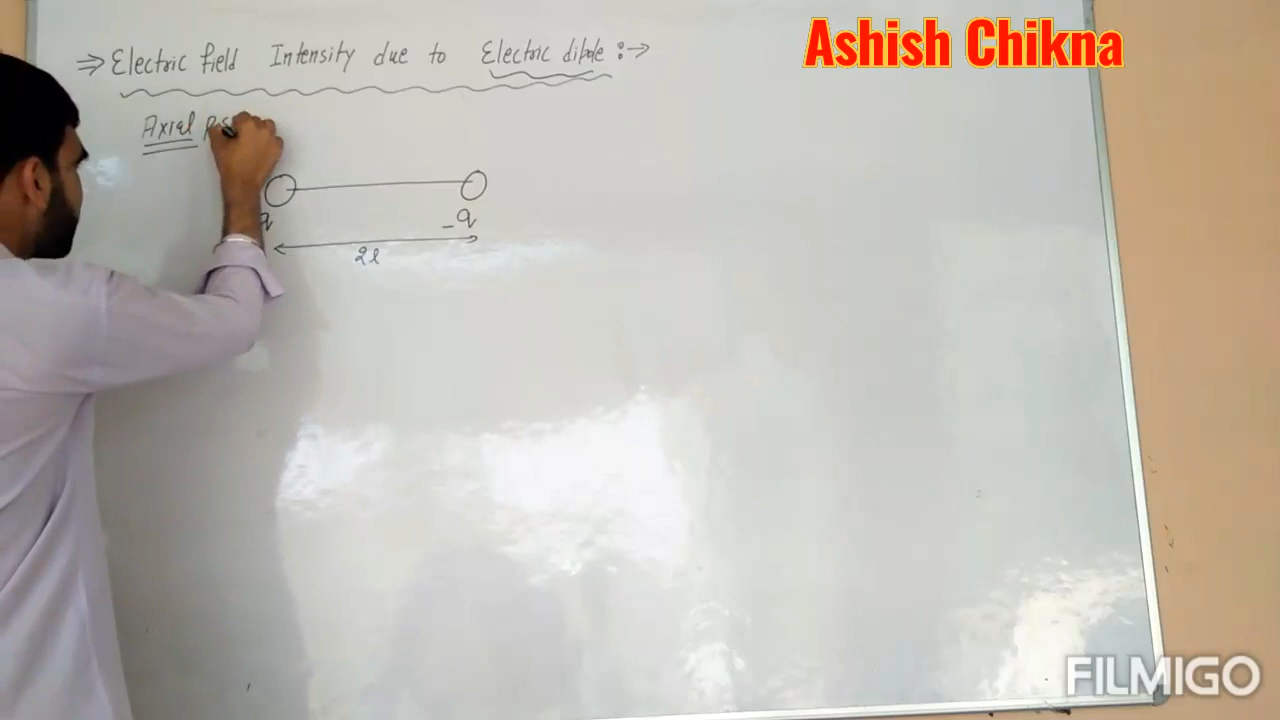 Ashish Chikna
⇒ Electric field Intensity due to Electric dipole :→
Axial
q
-q
2l
FILMIGO